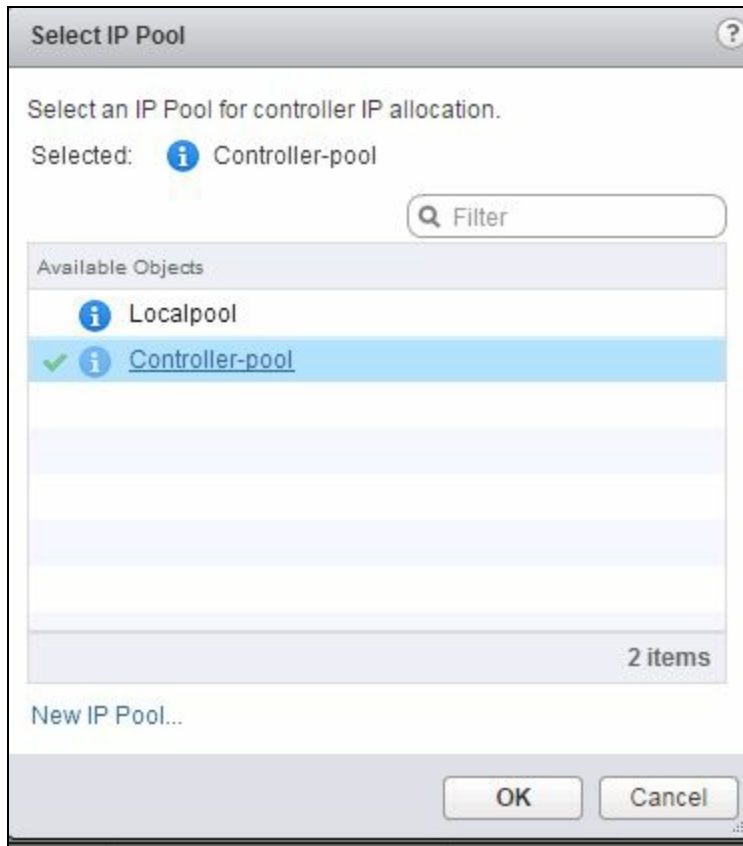 Select IP Pool ?
Select an IP Pool for controller IP allocation.
Selected: Controller-pool
Filter
Available Objects
Localpool
Controller-pool
2 items
New IP Pool...
OK Cancel